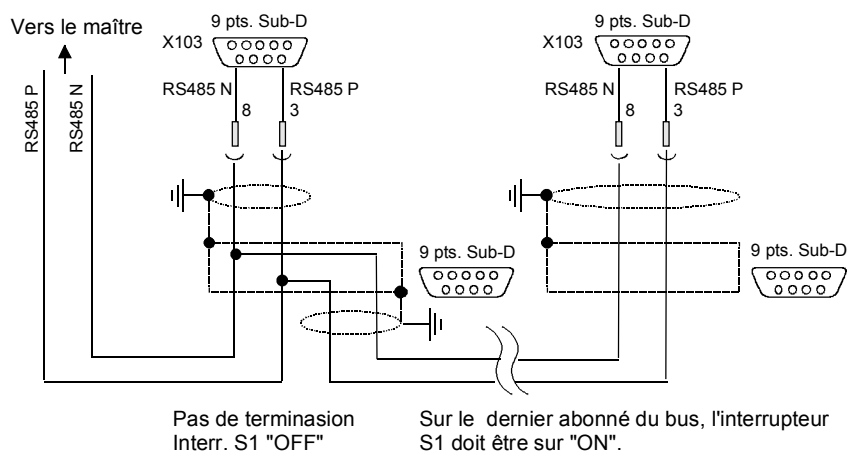 Vers le maître
RS485 P
RS485 N
9 pts. Sub-D
X103
RS485 N
RS485 P
8
3
9 pts. Sub-D
9 pts. Sub-D
X103
RS485 N
RS485 P
8
3
9 pts. Sub-D
Pas de terminasion
Interr. S1 "OFF"
Sur le dernier abonné du bus, l'interrupteur
S1 doit être sur "ON".